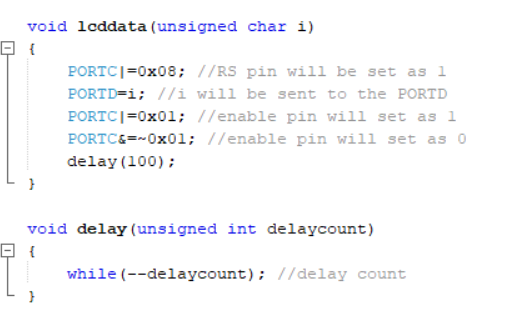 void lcddata(unsigned char i)
{
PORTC|=0x08; //RS pin will be set as 1
PORTD=i; //i will be sent to the PORTD
PORTC|=0x01; //enable pin will set as 1
PORTC&=~0x01; //enable pin will set as 0
delay(100);
}
void delay(unsigned int delaycount)
{
while(--delaycount); //delay count
}